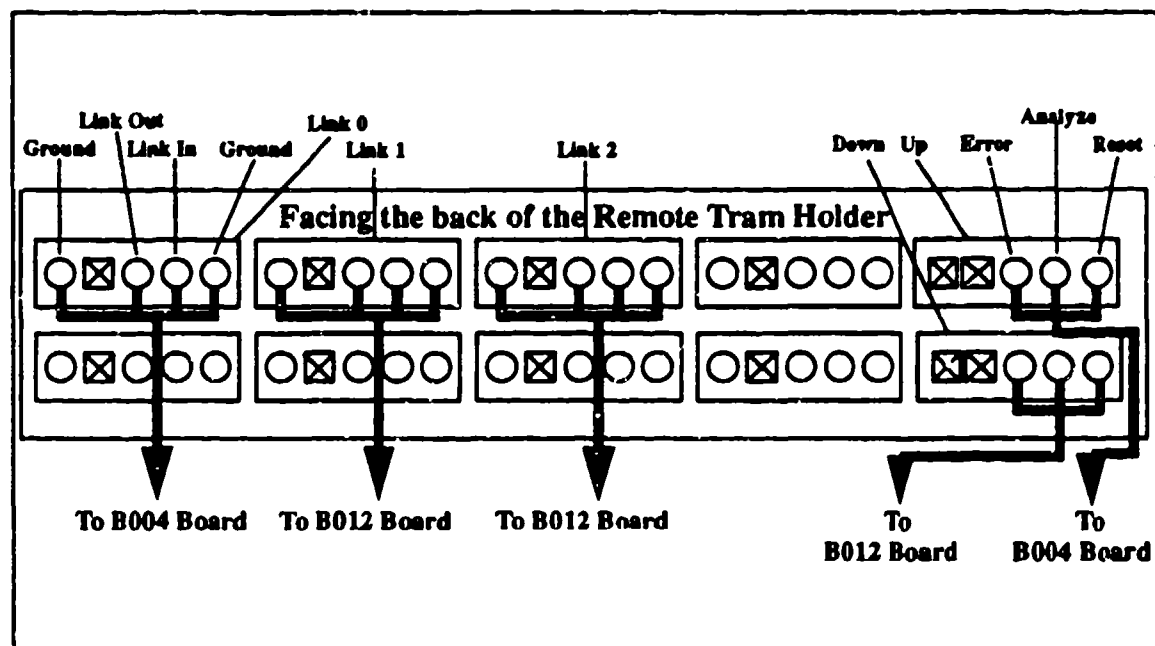 Analyze
Link Out Link 0
Ground Link In Ground Link 1 Link 2 Down Up Error Reset
Facing the back of the Remote Tram Holder
To B004 Board To B012 Board To B012 Board To To
B012 Board B004 Board